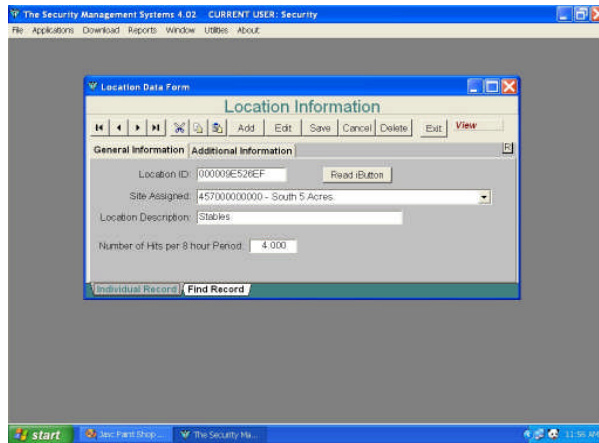 The Security Management Systems 4.02 CURRENT USER: Security
File Applications Download Reports Window Utilities About
Location Data Form
Location Information
Add Edit Save Cancel Delete Exit View
General Information Additional Information R
Location ID: 000009E526EF Read iButton
Site Assigned: 457000000000 - South 5 Acres
Location Description: Stables
Number of Hits per 8 hour Period: 4.000
Individual Record Find Record
start Jasc Paint Shop ... The Security Ma... 11:56 AM